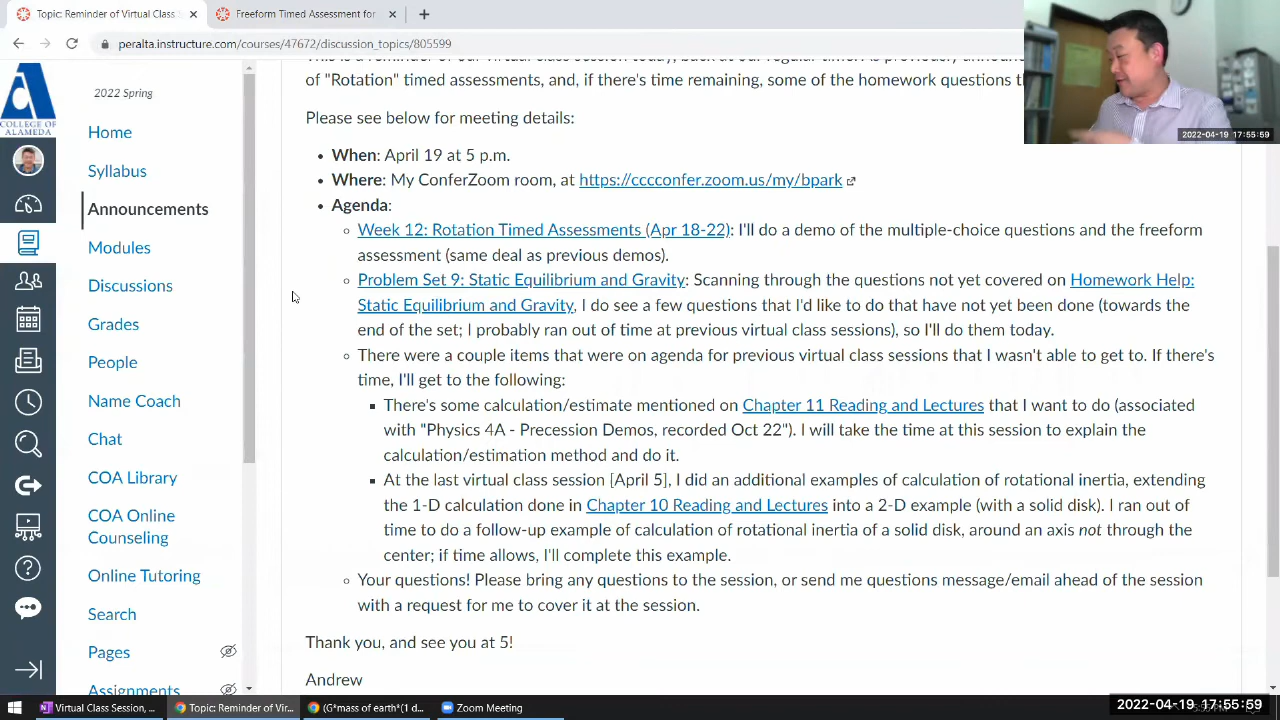 Topic: Reminder of Virtual Class
Freeform Timed Assessment for
peralta.instructure.com/courses/47672/discussion_topics/805599
2022-04-19 17:55:59
COLLEGE OF
ALAMEDA
2022 Spring
Home
Syllabus
Announcements
Modules
Discussions
Grades
People
Name Coach
Chat
COA Library
COA Online
Counseling
Online Tutoring
Search
Pages
Assignments
of "Rotation" timed assessments, and, if there's time remaining, some of the homework questions
Please see below for meeting details:
When: April 19 at 5 p.m.
Where: My ConferZoom room, at https://cccconfer.zoom.us/my/bpark
Agenda:
Week 12: Rotation Timed Assessments (Apr 18-22): I'll do a demo of the multiple-choice questions and the freeform
assessment (same deal as previous demos).
Problem Set 9: Static Equilibrium and Gravity: Scanning through the questions not yet covered on Homework Help:
Static Equilibrium and Gravity, I do see a few questions that I'd like to do that have not yet been done (towards the
end of the set; I probably ran out of time at previous virtual class sessions), so I'll do them today.
There were a couple items that were on agenda for previous virtual class sessions that I wasn't able to get to. If there's
time, I'll get to the following:
There's some calculation/estimate mentioned on Chapter 11 Reading and Lectures that I want to do (associated
with "Physics 4A - Precession Demos, recorded Oct 22"). I will take the time at this session to explain the
calculation/estimation method and do it.
At the last virtual class session [April 5], I did an additional examples of calculation of rotational inertia, extending
the 1-D calculation done in Chapter 10 Reading and Lectures into a 2-D example (with a solid disk). I ran out of
time to do a follow-up example of calculation of rotational inertia of a solid disk, around an axis not through the
center; if time allows, I'll complete this example.
Your questions! Please bring any questions to the session, or send me questions message/email ahead of the session
with a request for me to cover it at the session.
Thank you, and see you at 5!
Andrew
Virtual Class Session, ...
Topic: Reminder of Vir...
(G*mass of earth*(1 d...
Zoom Meeting
2022-04-19 17:55:59